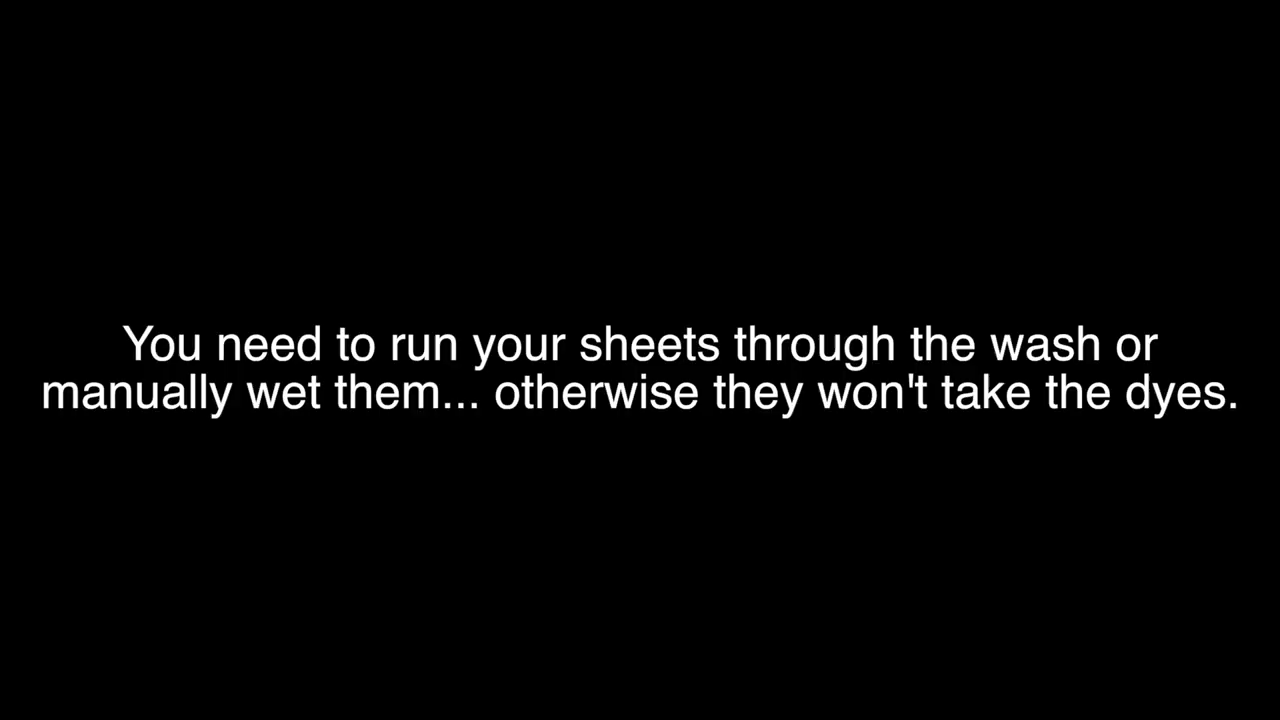 You need to run your sheets through the wash or
manually wet them... otherwise they won't take the dyes.